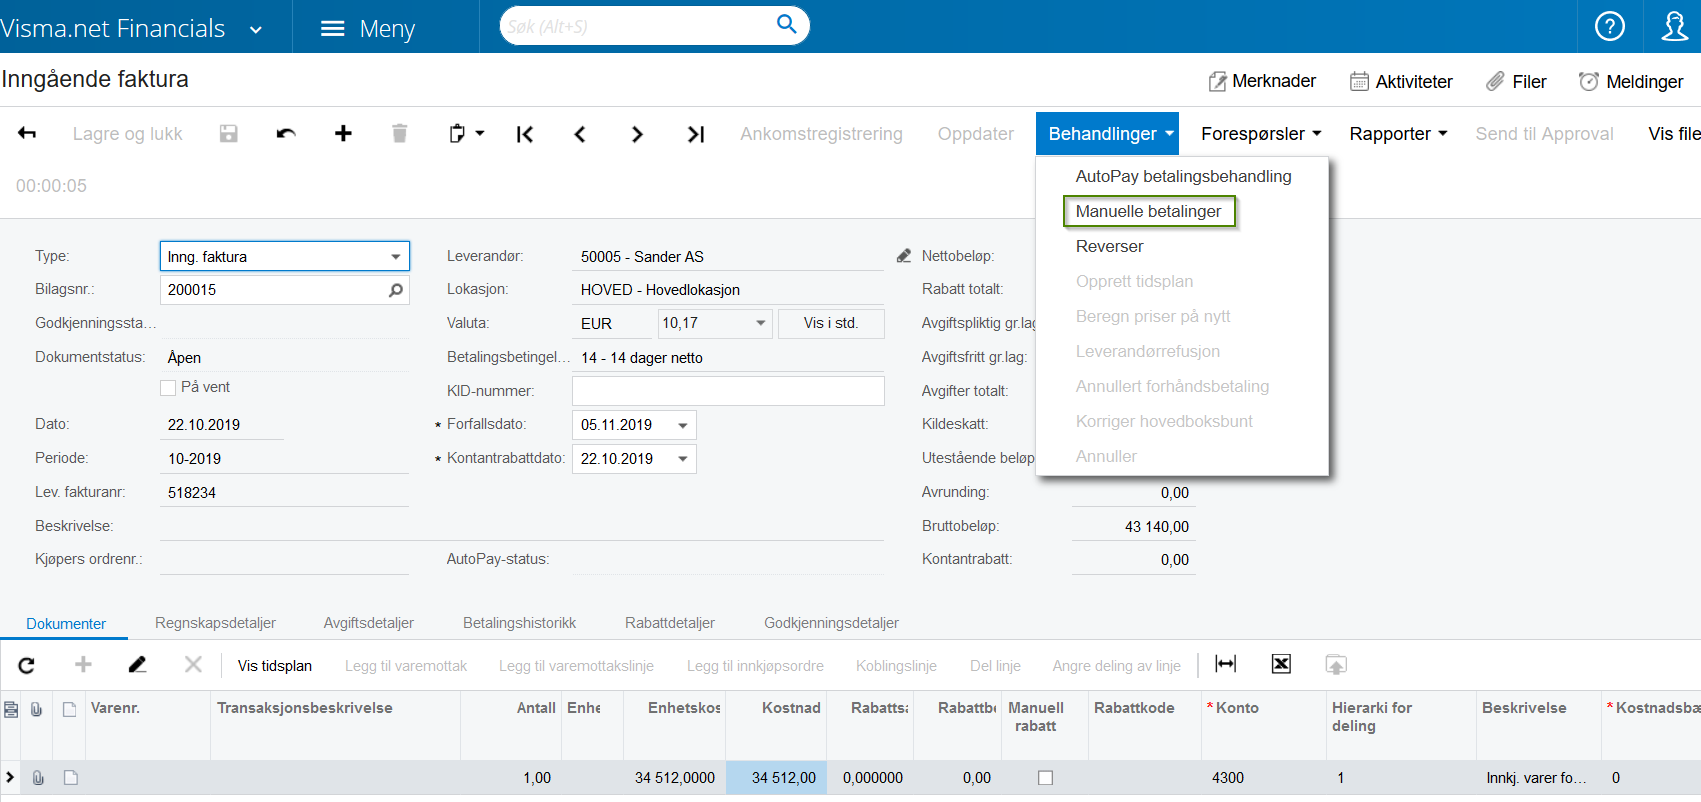 Visma.net Financials Meny Søk (Alt+S)
Inngående faktura Merknader Aktiviteter Filer Meldinger
Lagre og lukk Ankomstregistrering Oppdater Behandlinger Forespørsler Rapporter Send til Approval Vis file
00:00:05
AutoPay betalingsbehandling
Manuelle betalinger
Reverser
Opprett tidsplan
Beregn priser på nytt
Leverandørrefusjon
Annullert forhåndsbetaling
Korriger hovedboksbunt
Annuller
Type: Inng. faktura Leverandør: 50005 - Sander AS Nettobeløp:
Bilagsnr.: 200015 Lokasjon: HOVED - Hovedlokasjon Rabatt totalt:
Godkjenningssta... Valuta: EUR 10,17 Vis i std. Avgiftspliktig gr.lag
Dokumentstatus: Åpen Betalingsbetingel... 14 - 14 dager netto Avgiftsfritt gr.lag:
På vent KID-nummer: Avgifter totalt:
Dato: 22.10.2019 * Forfallsdato: 05.11.2019 Kildeskatt:
Periode: 10-2019 * Kontantrabattdato: 22.10.2019 Utestående beløp
Lev. fakturanr: 518234 Avrunding: 0,00
Beskrivelse: Bruttobeløp: 43 140,00
Kjøpers ordrenr.: AutoPay-status: Kontantrabatt: 0,00
Dokumenter Regnskapsdetaljer Avgiftsdetaljer Betalingshistorikk Rabattdetaljer Godkjenningsdetaljer
Vis tidsplan Legg til varemottak Legg til varemottakslinje Legg til innkjøpsordre Koblingslinje Del linje Angre deling av linje
Varenr. Transaksjonsbeskrivelse Antall Enhe Enhetskos Kostnad Rabattsa Rabattbe Manuell Rabattkode * Konto Hierarki for Beskrivelse * Kostnadsbæ
rabatt deling
1,00 34 512,0000 34 512,00 0,000000 0,00 4300 1 Innkj. varer fo... 0